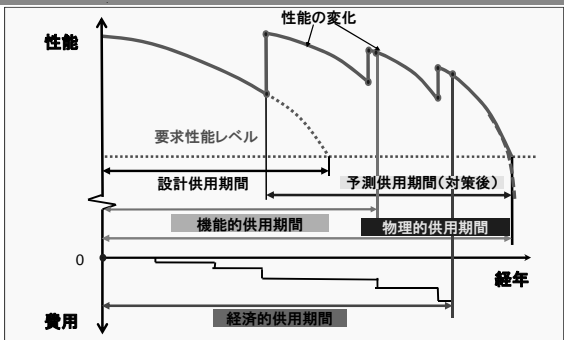 性能の変化
性能
要求性能レベル
設計供用期間
予測供用期間(対策後)
機能的供用期間
物理的供用期間
0
経年
費用
経済的供用期間